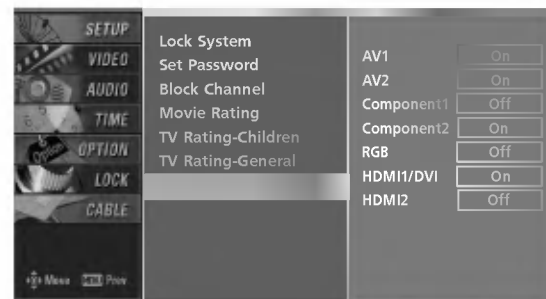 SETUP
VIDEO
AUDIO
TIME
OPTION
LOCK
CABLE
Menu
Prev
Lock System
Set Password
Block Channel
Movie Rating
TV Rating-Children
TV Rating-General
AV1 On
AV2 On
Component1 Off
Component2 On
RGB Off
HDMI1/DVI On
HDMI2 Off